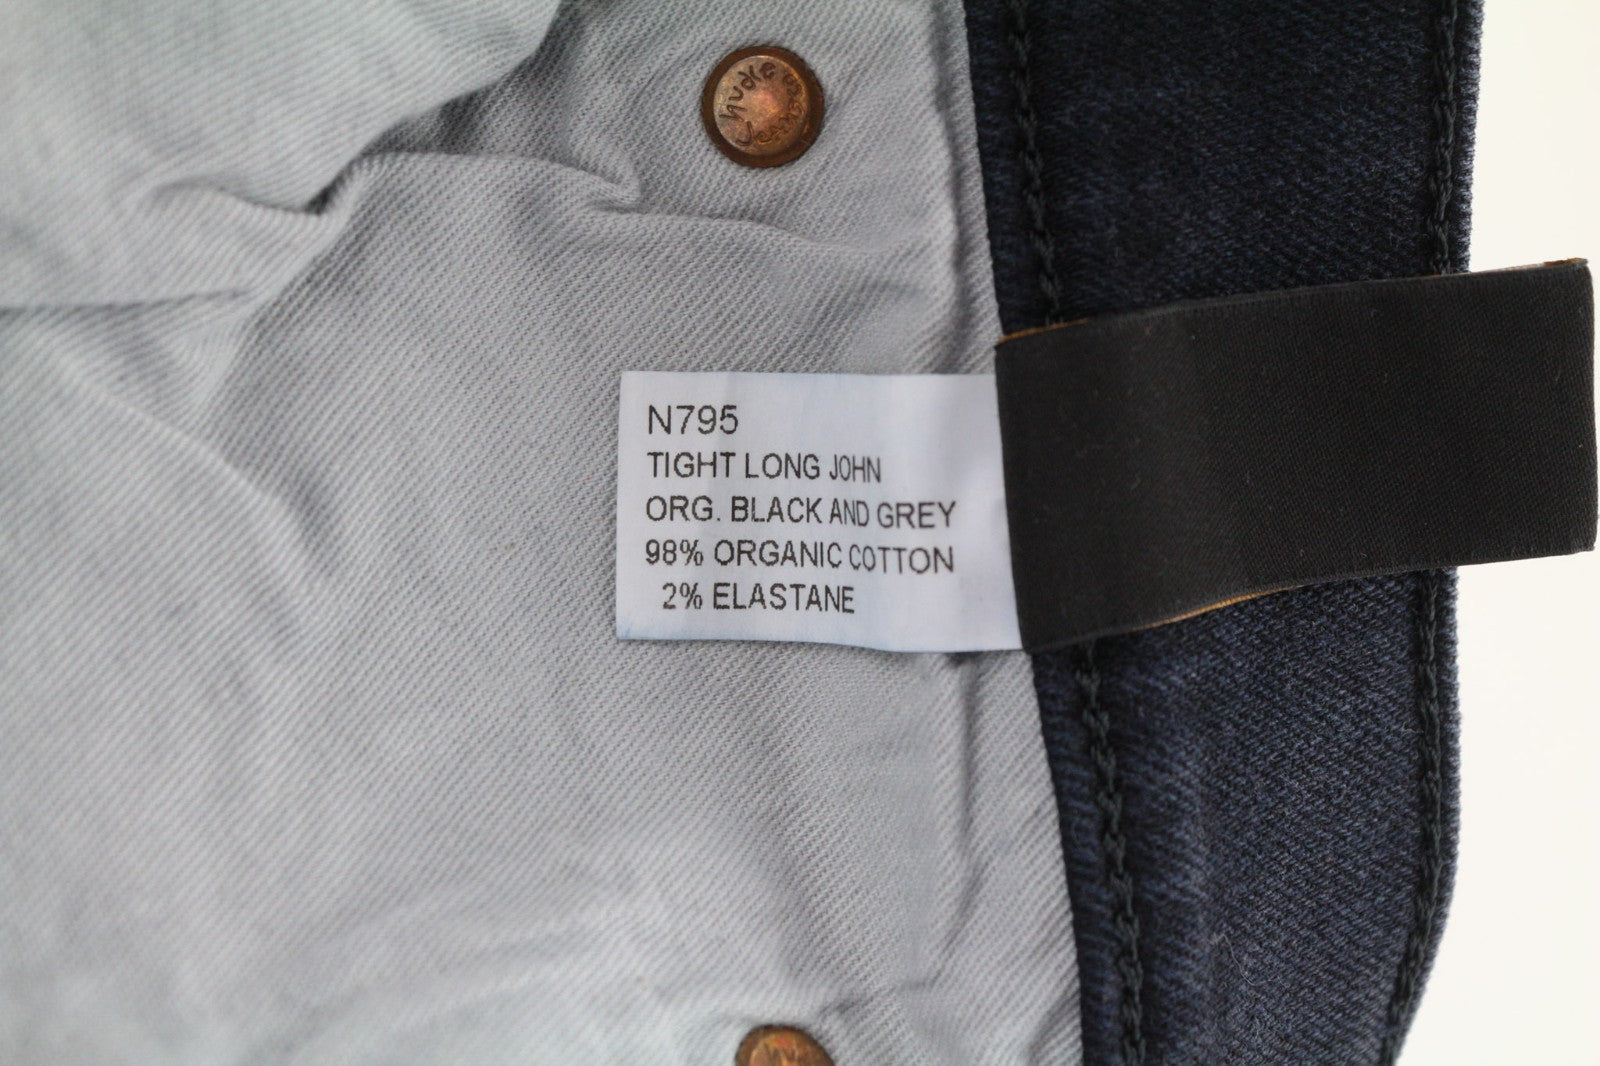 N795
TIGHT LONG JOHN
ORG. BLACK AND GREY
98% ORGANIC COTTON
2% ELASTANE